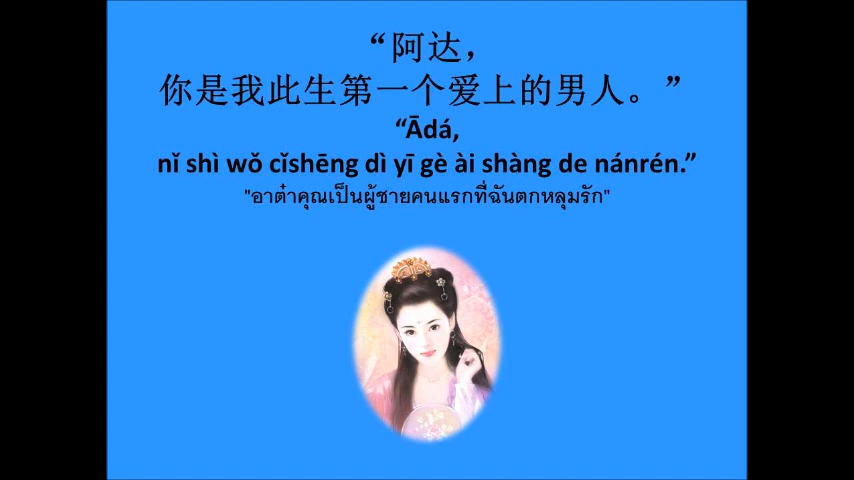 “阿达，
你是我此生第一个爱上的男人。”
“Ādá,
nǐ shì wǒ cǐshēng dì yī gè ài shàng de nánrén.”
"อาต๋าคุณเป็นผู้ชายคนแรกที่ฉันตกหลุมรัก"